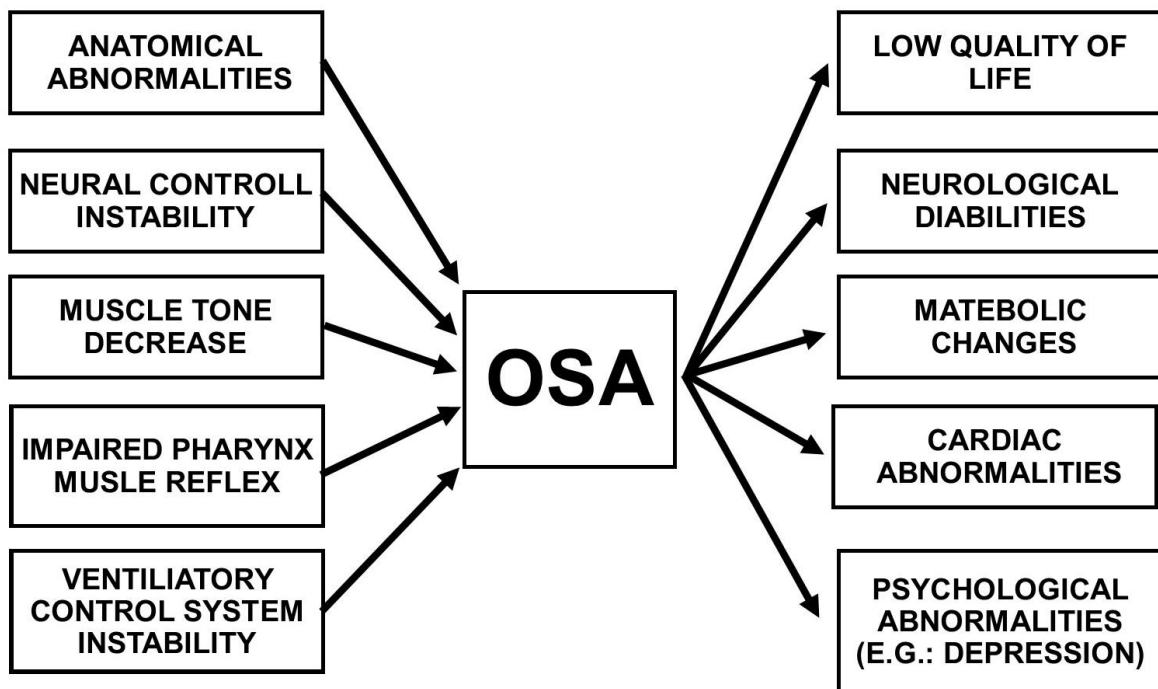 ANATOMICAL
ABNORMALITIES
NEURAL CONTROLL
INSTABILITY
MUSCLE TONE
DECREASE
IMPAIRED PHARYNX
MUSLE REFLEX
VENTILIATORY
CONTROL SYSTEM
INSTABILITY
OSA
LOW QUALITY OF
LIFE
NEUROLOGICAL
DIABILITIES
MATEBOLIC
CHANGES
CARDIAC
ABNORMALITIES
PSYCHOLOGICAL
ABNORMALITIES
(E.G.: DEPRESSION)